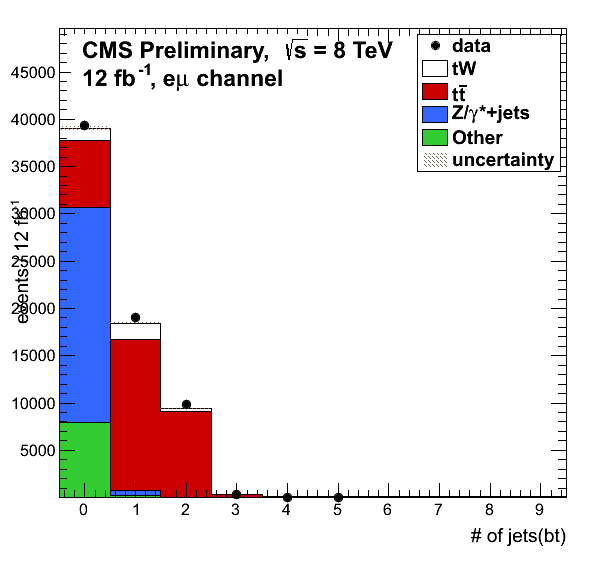 CMS Preliminary, √s = 8 TeV
12 fb⁻¹, eμ channel
data
tW
tt̄
Z/γ*+jets
Other
uncertainty
events / 12 fb⁻¹
45000
40000
35000
30000
25000
20000
15000
10000
5000
0 1 2 3 4 5 6 7 8 9
# of jets(bt)